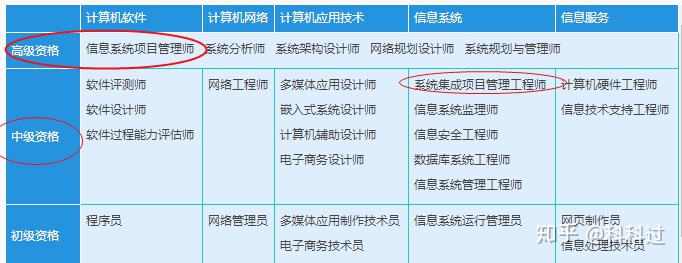 计算机软件 计算机网络 计算机应用技术 信息系统 信息服务
高级资格 信息系统项目管理师 系统分析师 系统架构设计师 网络规划设计师 系统规划与管理师
中级资格
软件评测师
软件设计师
软件过程能力评估师
网络工程师
多媒体应用设计师
嵌入式系统设计师
计算机辅助设计师
电子商务设计师
系统集成项目管理工程师
信息系统监理师
信息安全工程师
数据库系统工程师
信息系统管理工程师
计算机硬件工程师
信息技术支持工程师
初级资格
程序员
网络管理员
多媒体应用制作技术员
电子商务技术员
信息系统运行管理员
网页制作员
信息处理技术员
知乎 @科科过